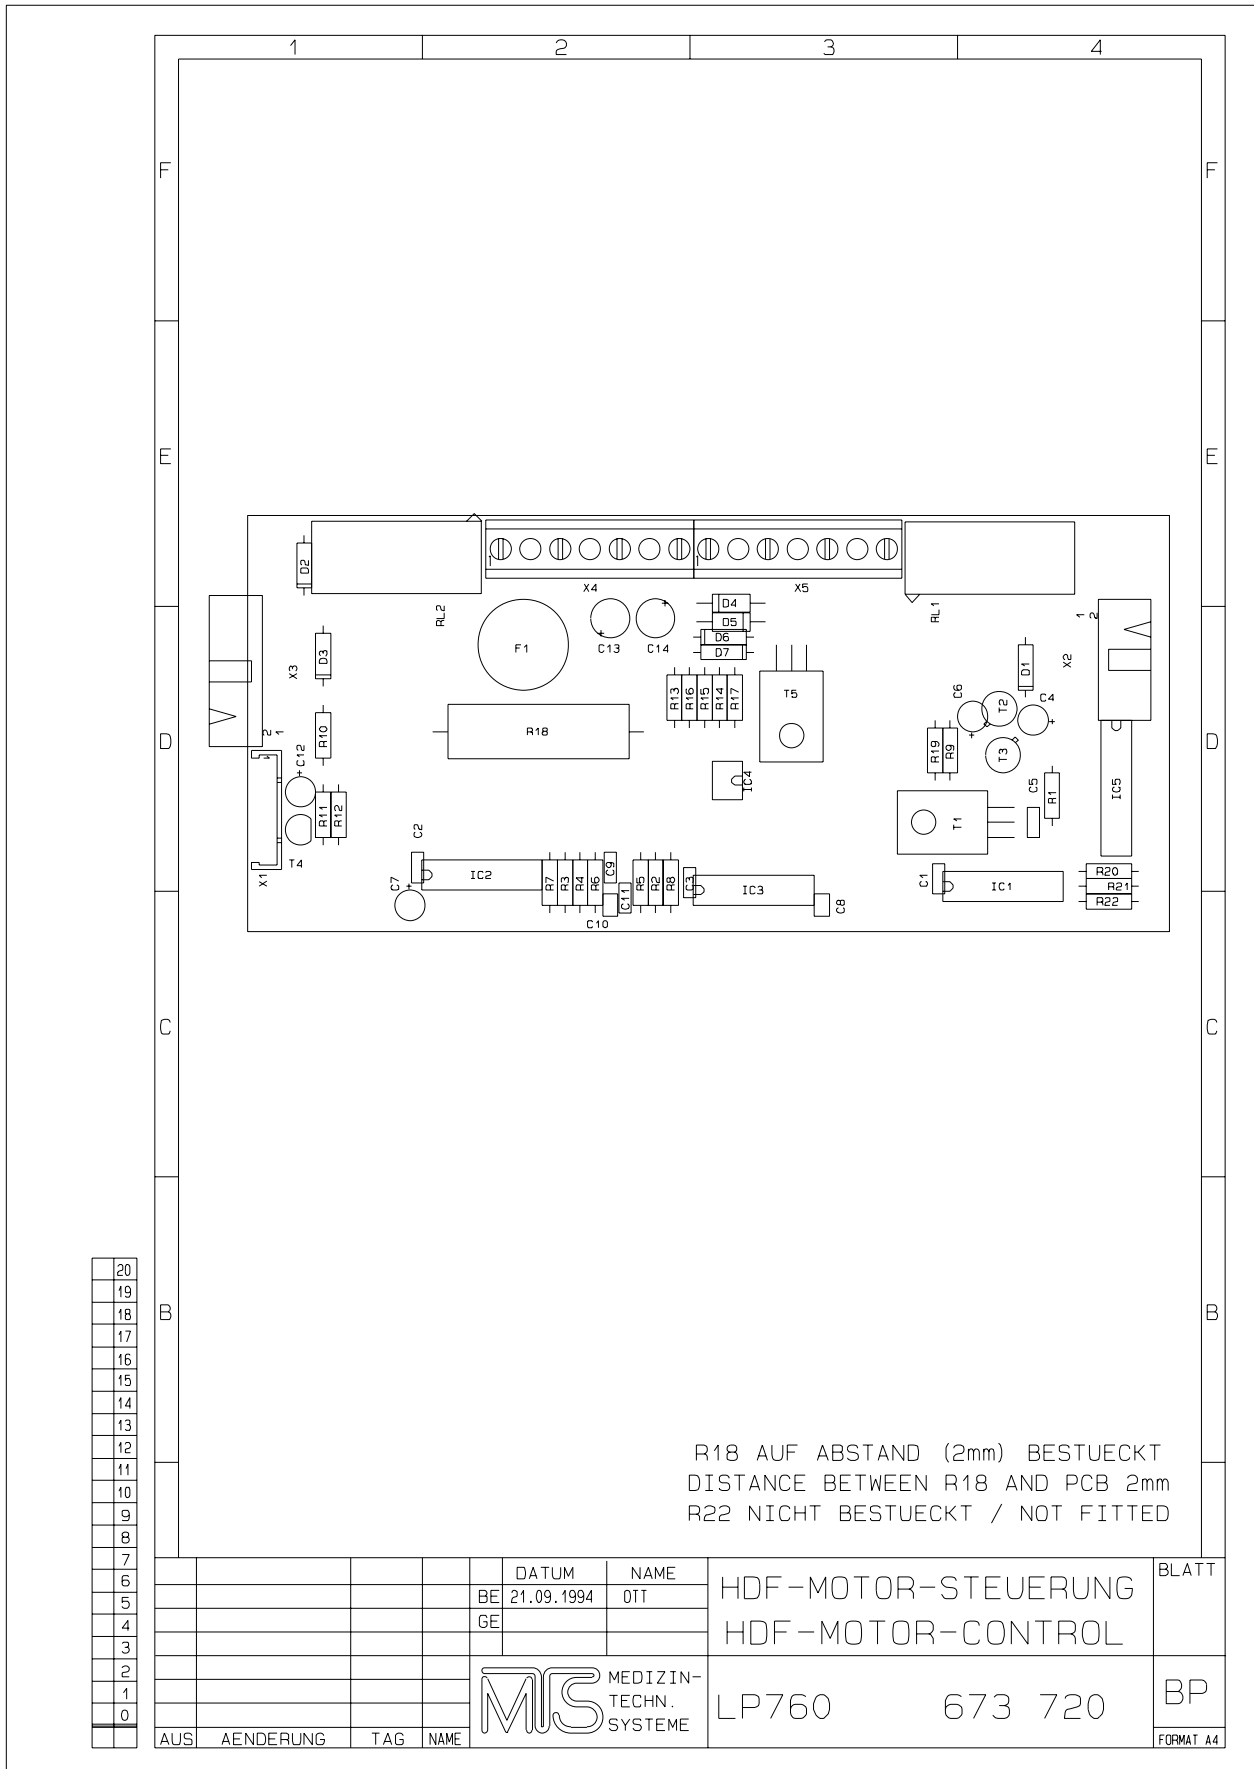 1 2 3 4
F F
E E
D D
C C
B B
D2
RL2
X4
X5
RL1
1
1
1
2
D4
D5
D6
D7
F1
C13
C14
X3
D3
T5
X2
D1
C6
T2
C4
R13
R16
R15
R14
R17
R18
2
1
C12
R10
R19
R9
T3
IC4
C5
R1
IC5
R11
R12
T1
T4
X1
C2
C7
IC2
R7
R3
R4
R6
C9
C11
C10
R5
R2
R8
C3
IC3
C8
C1
IC1
R20
R21
R22
20
19
18
17
16
15
14
13
12
11
10
9
8
7
6
5
4
3
2
1
0
R18 AUF ABSTAND (2mm) BESTUECKT
DISTANCE BETWEEN R18 AND PCB 2mm
R22 NICHT BESTUECKT / NOT FITTED
DATUM NAME
BE 21.09.1994 OTT
GE
HDF-MOTOR-STEUERUNG
HDF-MOTOR-CONTROL
BLATT
MTS
MEDIZIN-
TECHN.
SYSTEME
LP760 673 720
BP
AUS AENDERUNG TAG NAME
FORMAT A4